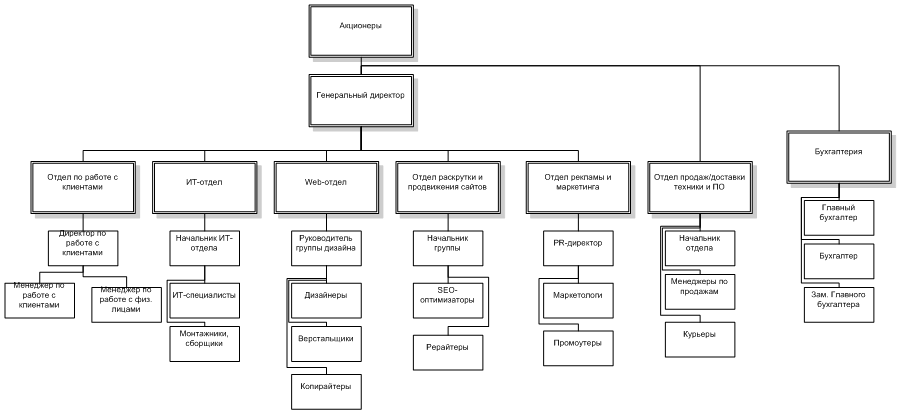 Акционеры
Генеральный директор
Бухгалтерия
Отдел по работе с
клиентами
ИТ-отдел
Web-отдел
Отдел раскрутки и
продвижения сайтов
Отдел рекламы и
маркетинга
Отдел продаж/доставки
техники и ПО
Главный
бухгалтер
Директор по
работе с
клиентами
Начальник ИТ-
отдела
Руководитель
группы дизайна
Начальник
группы
PR-директор
Начальник
отдела
Бухгалтер
Менеджер по
работе с
клиентами
Менеджер по
работе с физ.
лицами
ИТ-специалисты
Дизайнеры
SEO-
оптимизаторы
Маркетологи
Менеджеры по
продажам
Зам. Главного
бухгалтера
Монтажники,
сборщики
Верстальщики
Рерайтеры
Промоутеры
Курьеры
Копирайтеры